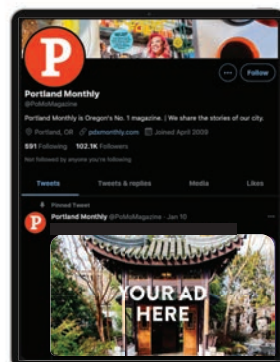 P
Follow
Portland Monthly
@PoMoMagazine
Portland Monthly is Oregon's No. 1 magazine. | We share the stories of our city.
Portland, OR pdxmonthly.com Joined April 2009
591 Following 102.1K Followers
Not followed by anyone you're following
Tweets Tweets & replies Media Likes
Pinned Tweet
P Portland Monthly @PoMoMagazine · Jan 10
YOUR AD
HERE